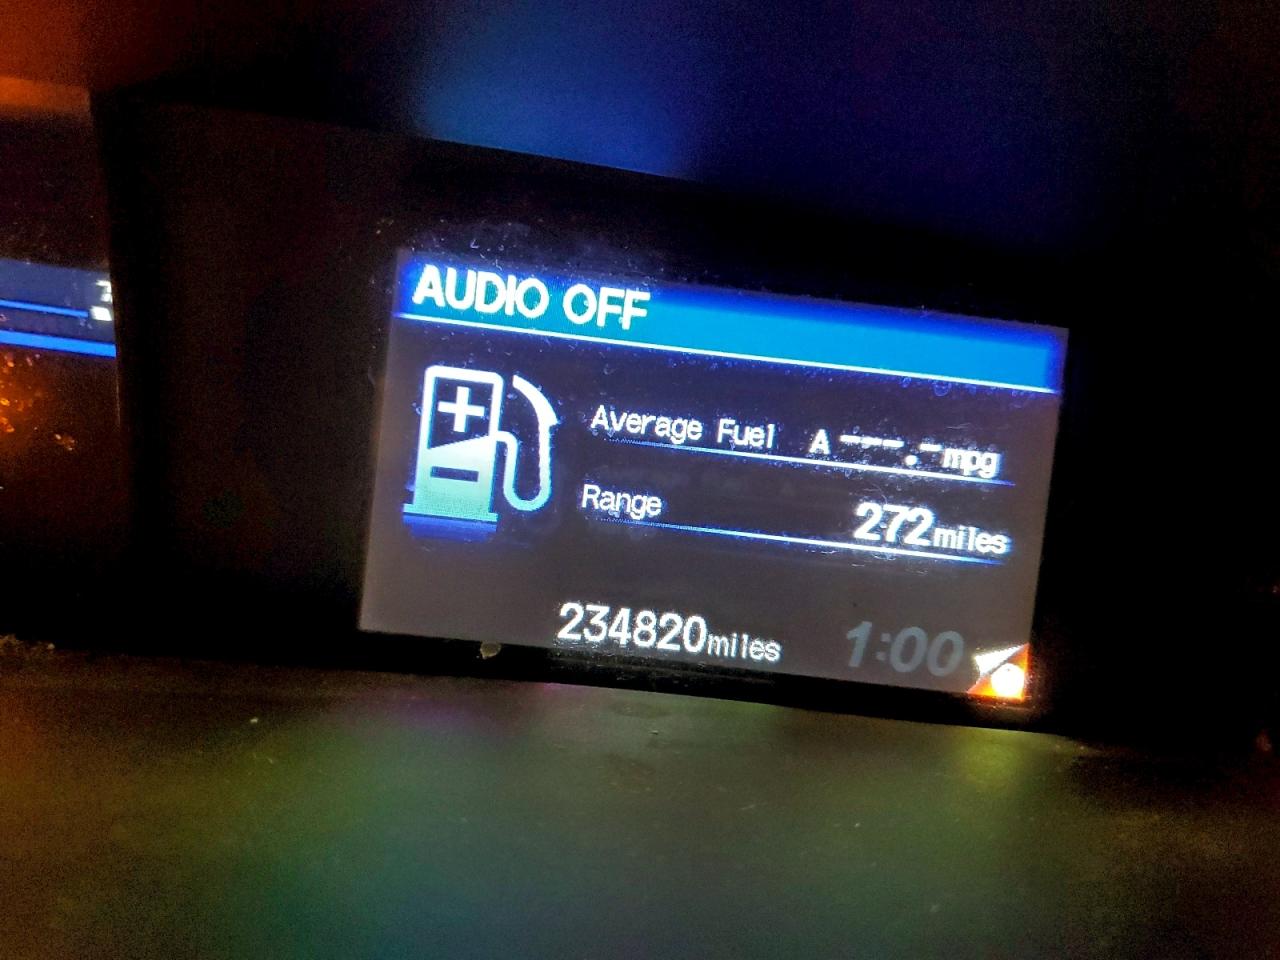 AUDIO OFF
Average Fuel A ---.-mpg
Range 272miles
234820miles 1:00